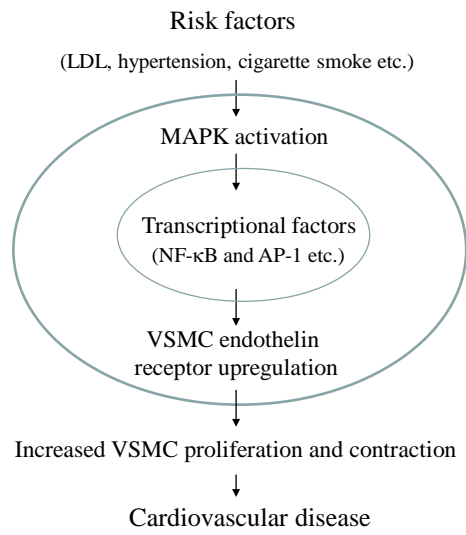 Risk factors
(LDL, hypertension, cigarette smoke etc.)
MAPK activation
Transcriptional factors
(NF-κB and AP-1 etc.)
VSMC endothelin
receptor upregulation
Increased VSMC proliferation and contraction
Cardiovascular disease